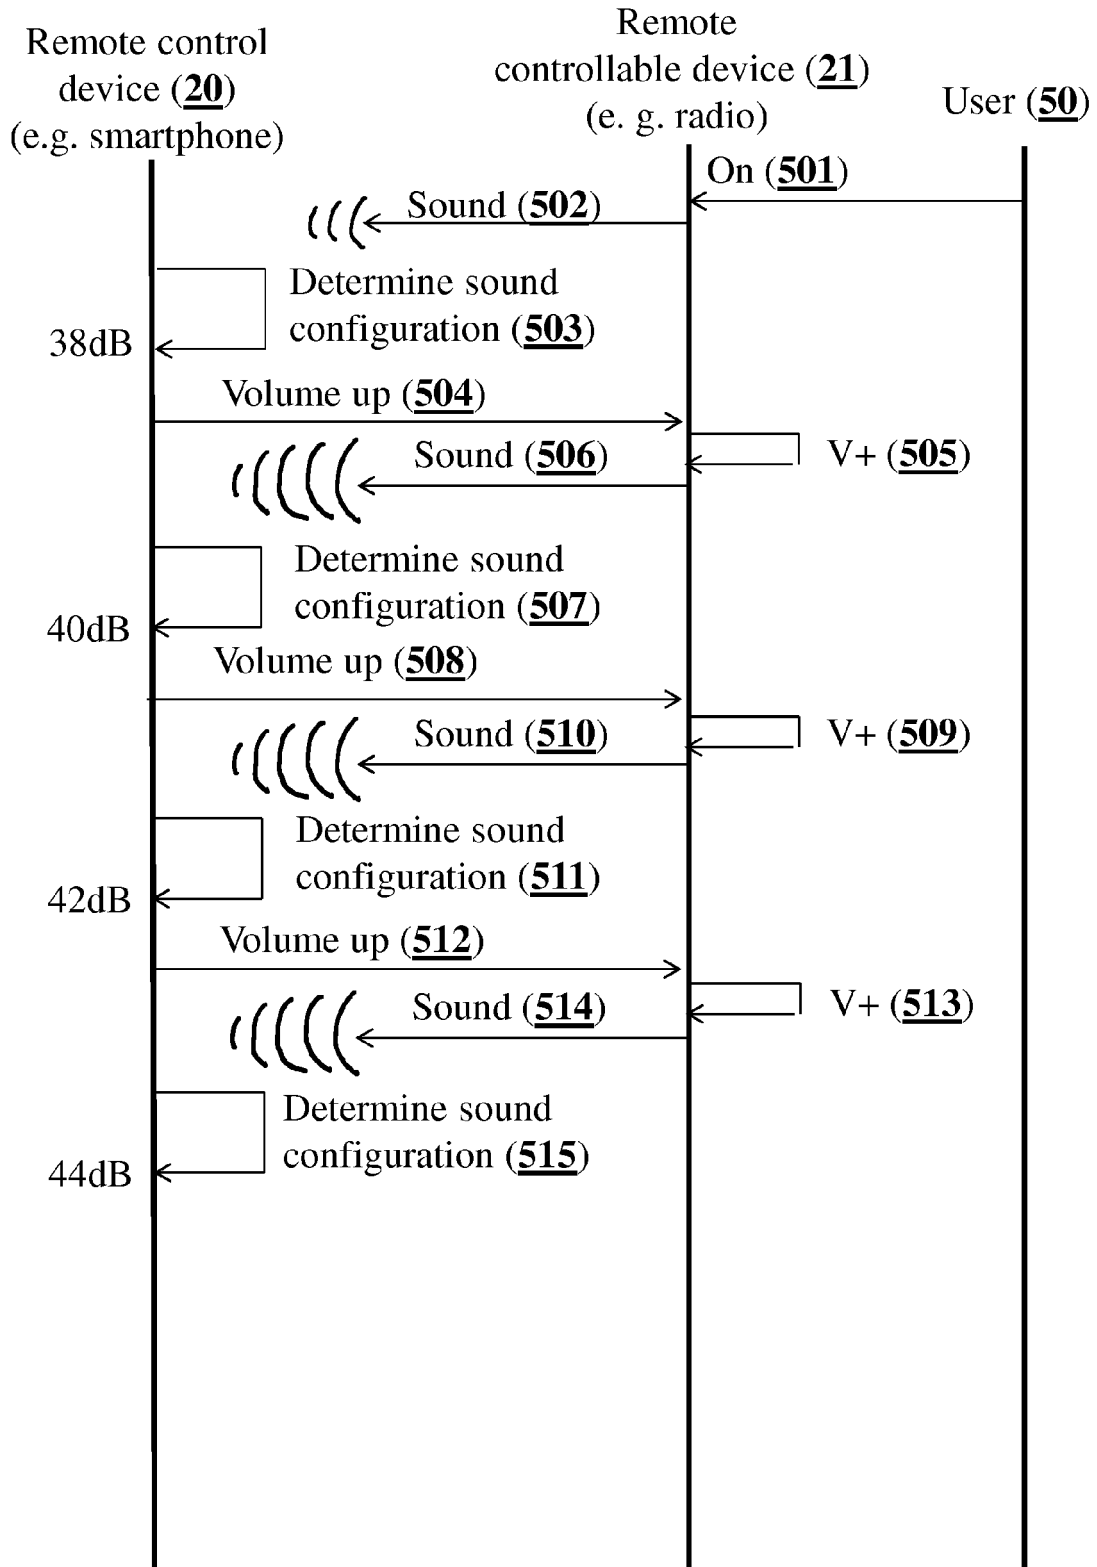 Remote control
device (20)
(e.g. smartphone)
Remote
controllable device (21)
(e. g. radio)
User (50)
On (501)
Sound (502)
Determine sound
configuration (503)
38dB
Volume up (504)
Sound (506)
V+ (505)
Determine sound
configuration (507)
40dB
Volume up (508)
Sound (510)
V+ (509)
Determine sound
configuration (511)
42dB
Volume up (512)
Sound (514)
V+ (513)
Determine sound
configuration (515)
44dB